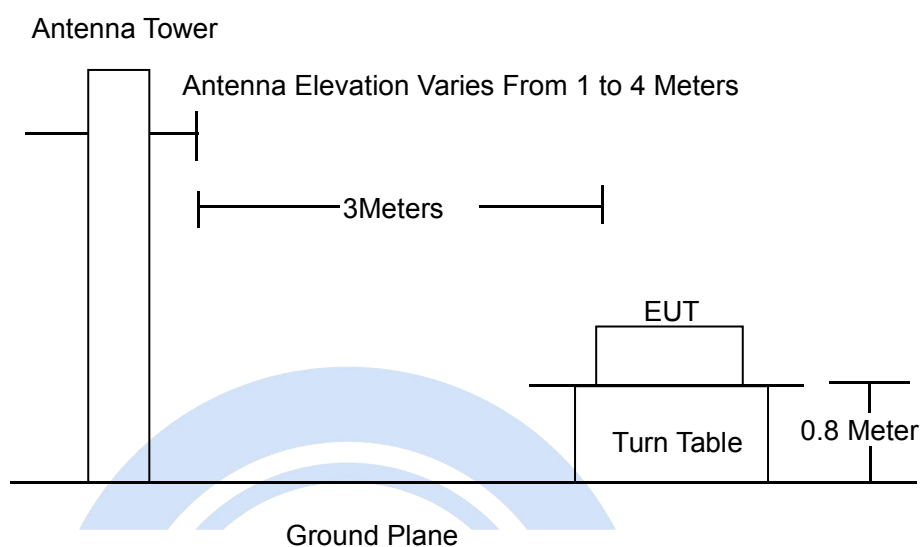 Antenna Tower
Antenna Elevation Varies From 1 to 4 Meters
3Meters
EUT
Turn Table
0.8 Meter
Ground Plane